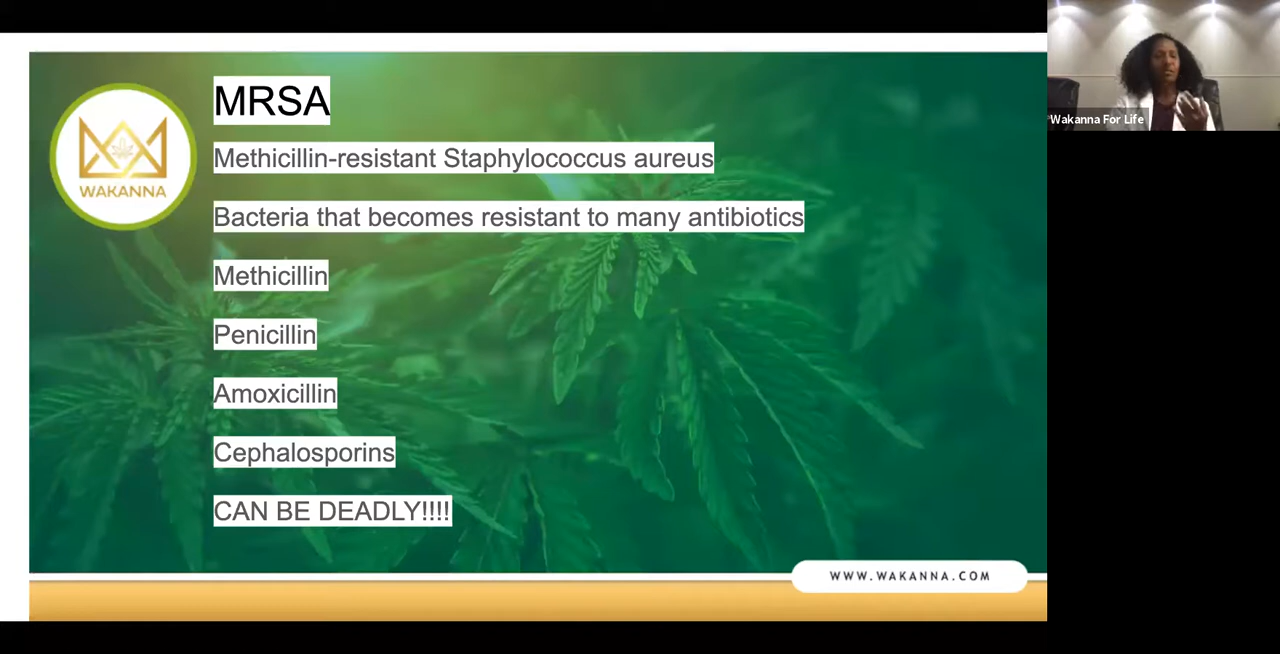 MRSA
Methicillin-resistant Staphylococcus aureus
Bacteria that becomes resistant to many antibiotics
Methicillin
Penicillin
Amoxicillin
Cephalosporins
CAN BE DEADLY!!!!
WAKANNA
WWW.WAKANNA.COM
Wakanna For Life